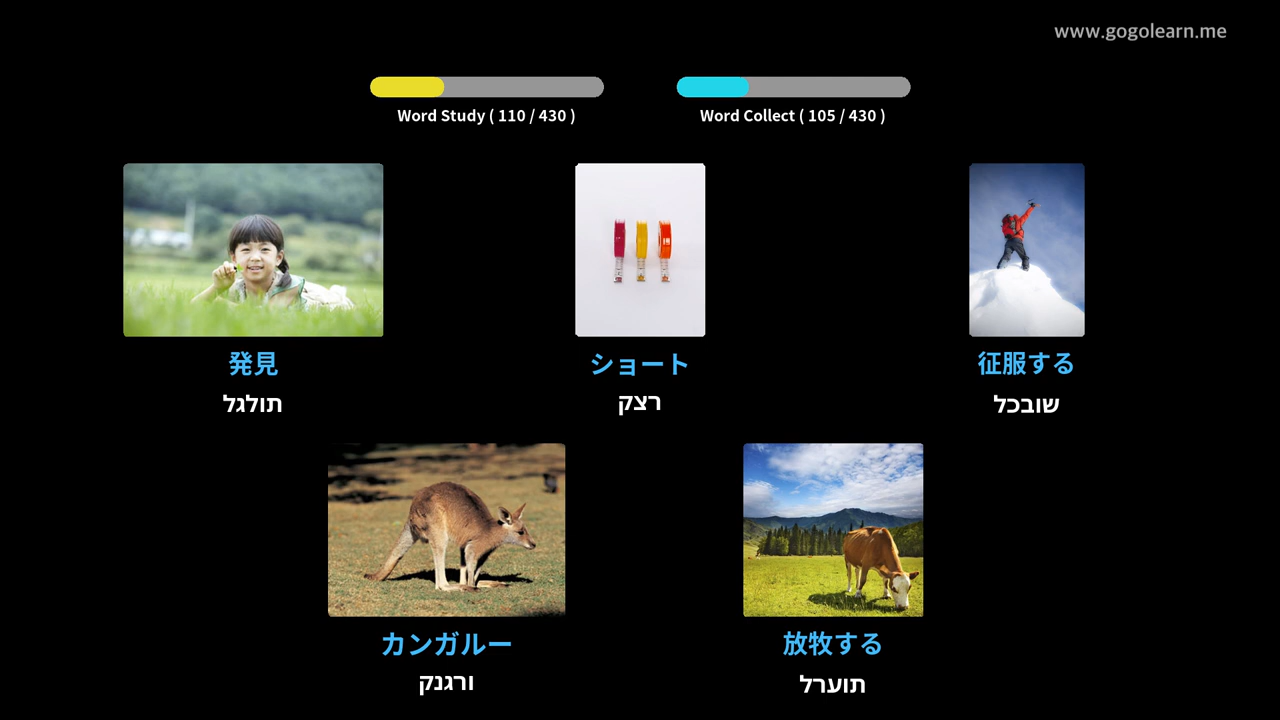 www.gogolearn.me
Word Study ( 110 / 430 )
Word Collect ( 105 / 430 )
発見
תולגל
ショート
רצק
征服する
שובכל
カンガルー
ורגנק
放牧する
תוערל